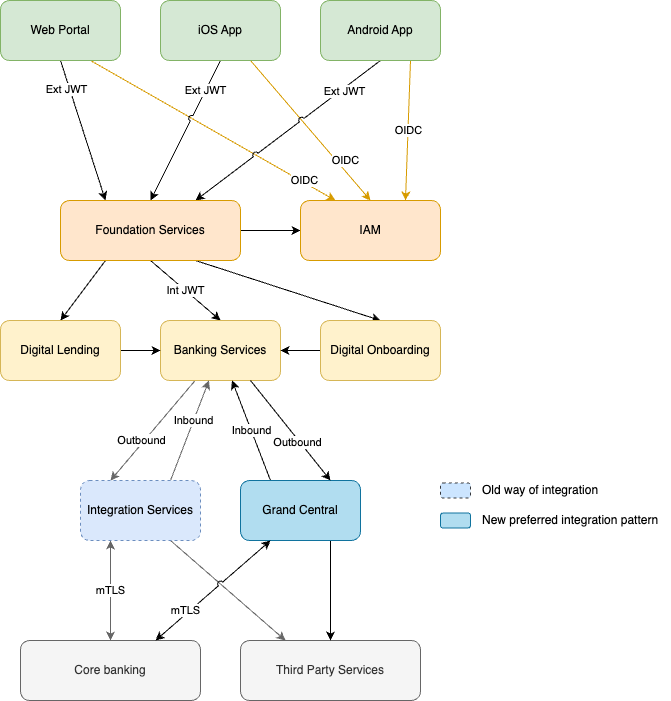 Web Portal
iOS App
Android App
Ext JWT
Ext JWT
Ext JWT
OIDC
OIDC
OIDC
Foundation Services
IAM
Int JWT
Digital Lending
Banking Services
Digital Onboarding
Outbound
Inbound
Inbound
Outbound
Integration Services
Grand Central
Old way of integration
New preferred integration pattern
mTLS
mTLS
Core banking
Third Party Services